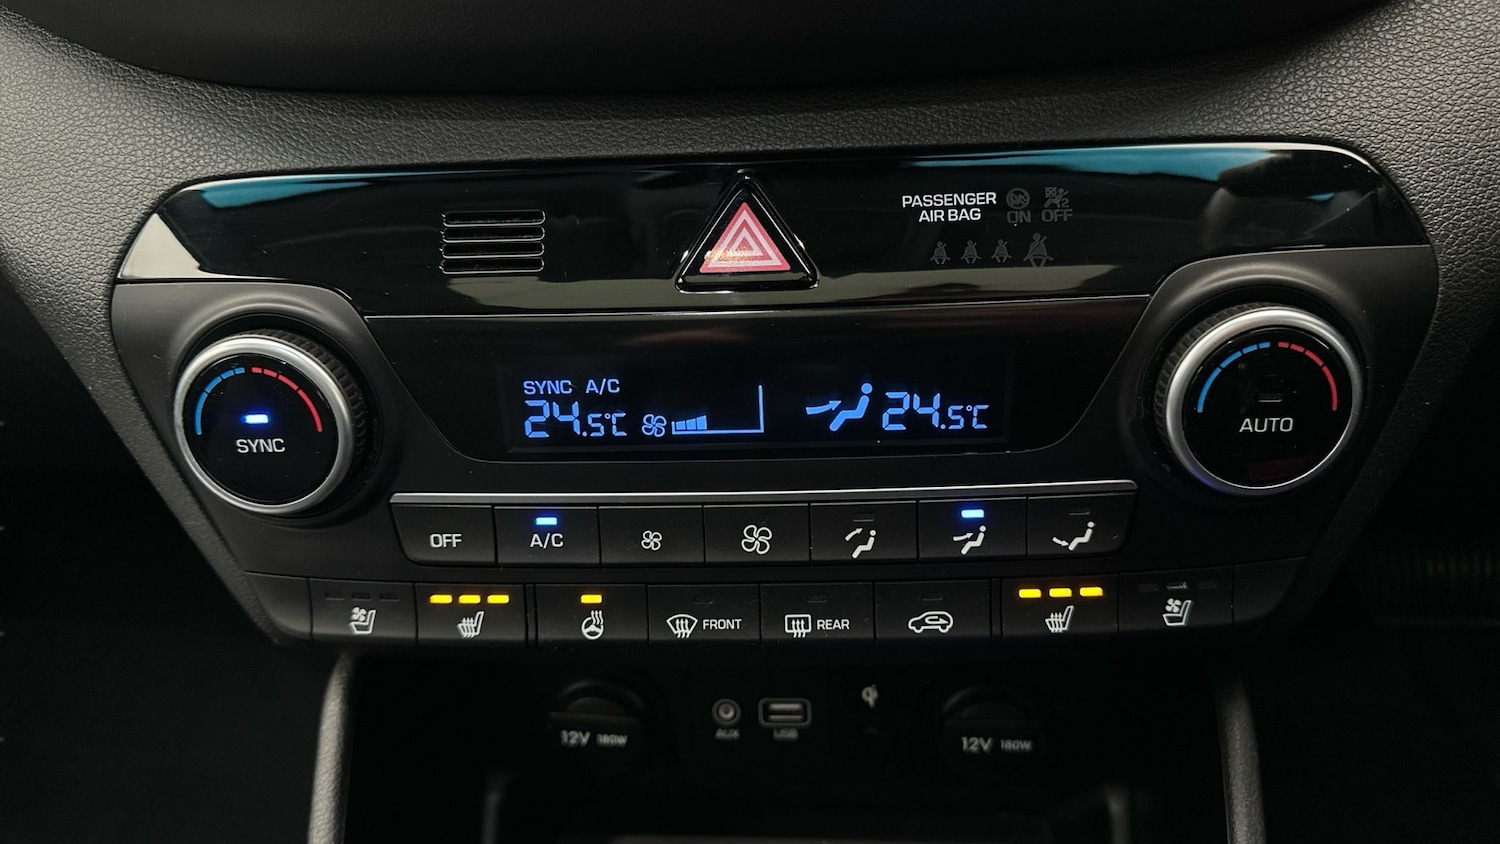 PASSENGER
AIR BAG
ON OFF
SYNC A/C
24.5°C 24.5°C
SYNC
AUTO
OFF
A/C
FRONT
REAR
12V 180W
AUX
USB
12V 180W